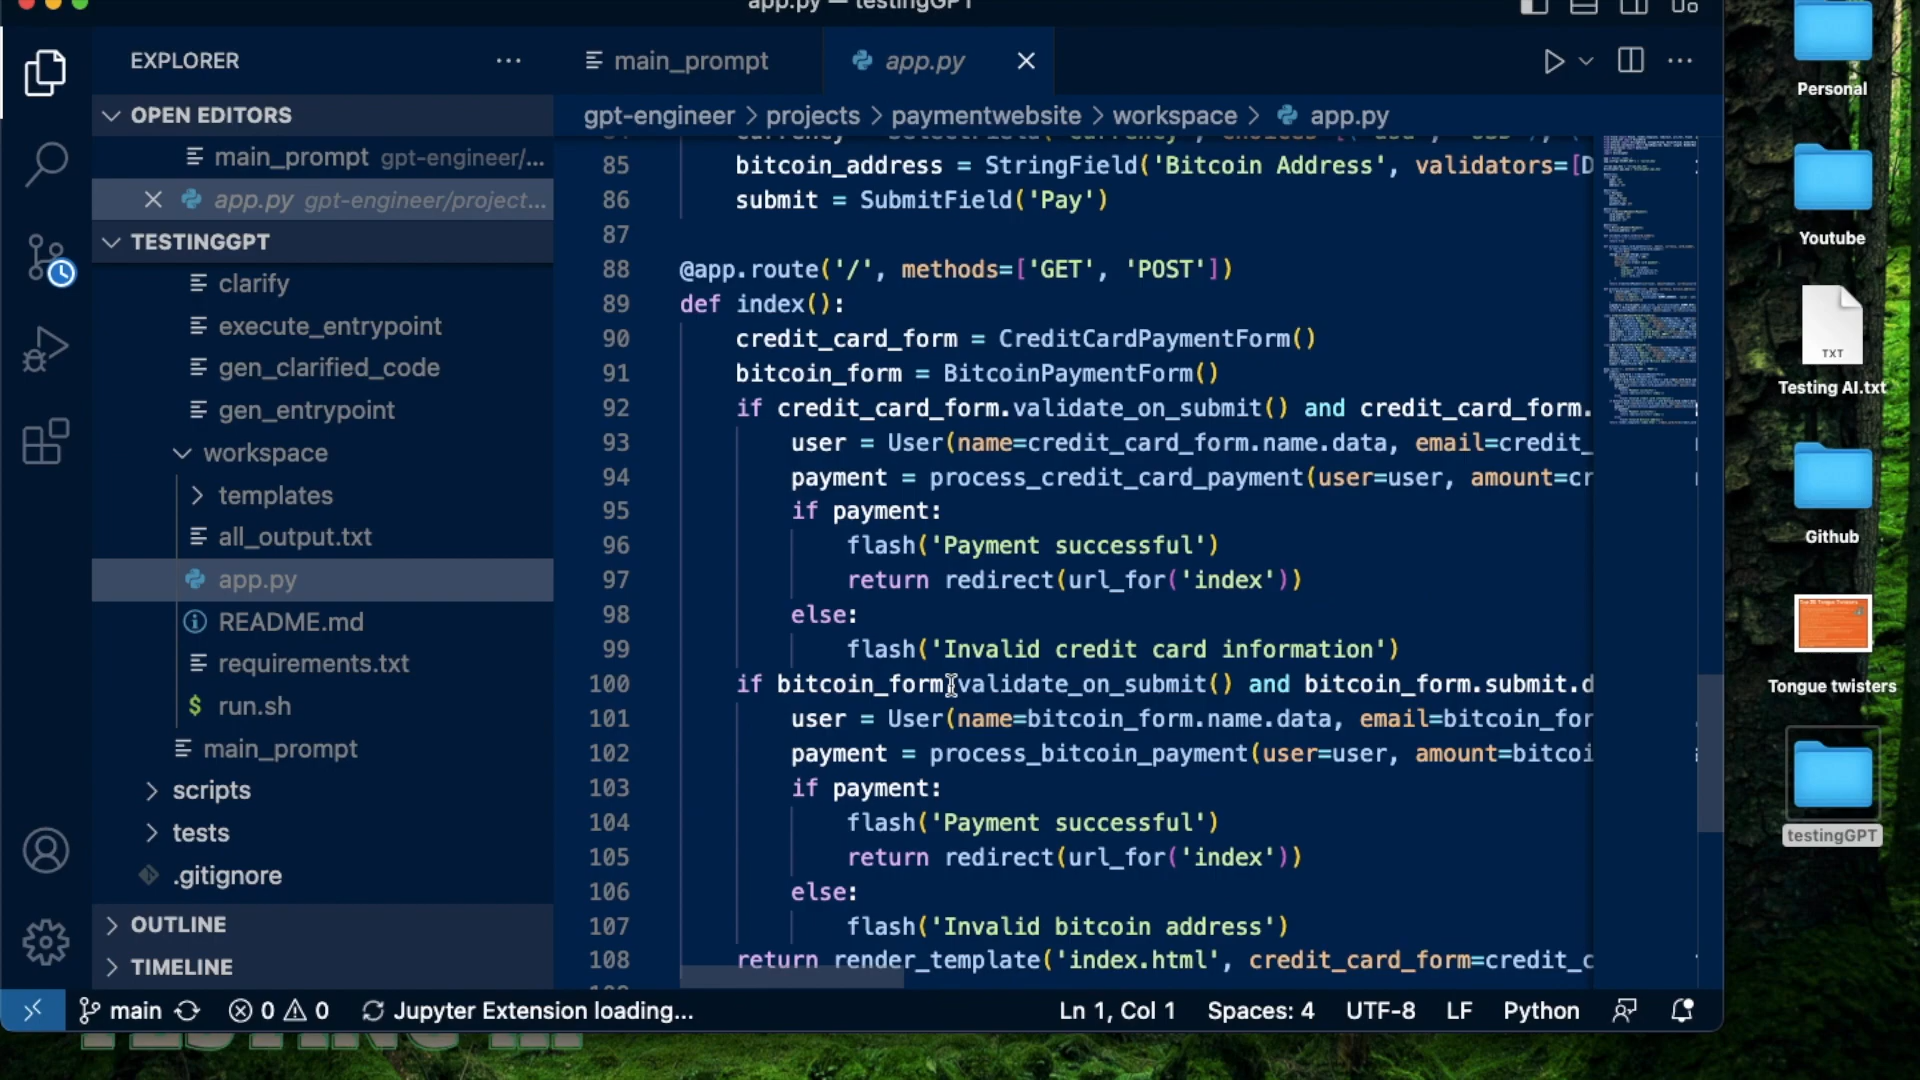 app.py — testingGPT
EXPLORER
main_prompt
app.py
OPEN EDITORS
main_prompt gpt-engineer/...
app.py gpt-engineer/project...
TESTINGGPT
clarify
execute_entrypoint
gen_clarified_code
gen_entrypoint
workspace
templates
all_output.txt
app.py
README.md
requirements.txt
run.sh
main_prompt
scripts
tests
.gitignore
OUTLINE
TIMELINE
gpt-engineer > projects > paymentwebsite > workspace > app.py
85 bitcoin_address = StringField('Bitcoin Address', validators=[D
86 submit = SubmitField('Pay')
87
88 @app.route('/', methods=['GET', 'POST'])
89 def index():
90 credit_card_form = CreditCardPaymentForm()
91 bitcoin_form = BitcoinPaymentForm()
92 if credit_card_form.validate_on_submit() and credit_card_form.
93 user = User(name=credit_card_form.name.data, email=credit_
94 payment = process_credit_card_payment(user=user, amount=cr
95 if payment:
96 flash('Payment successful')
97 return redirect(url_for('index'))
98 else:
99 flash('Invalid credit card information')
100 if bitcoin_form.validate_on_submit() and bitcoin_form.submit.d
101 user = User(name=bitcoin_form.name.data, email=bitcoin_for
102 payment = process_bitcoin_payment(user=user, amount=bitcoi
103 if payment:
104 flash('Payment successful')
105 return redirect(url_for('index'))
106 else:
107 flash('Invalid bitcoin address')
108 return render_template('index.html', credit_card_form=credit_c
main 0 0 Jupyter Extension loading... Ln 1, Col 1 Spaces: 4 UTF-8 LF Python
Personal
Youtube
TXT
Testing AI.txt
Github
Tongue twisters
testingGPT